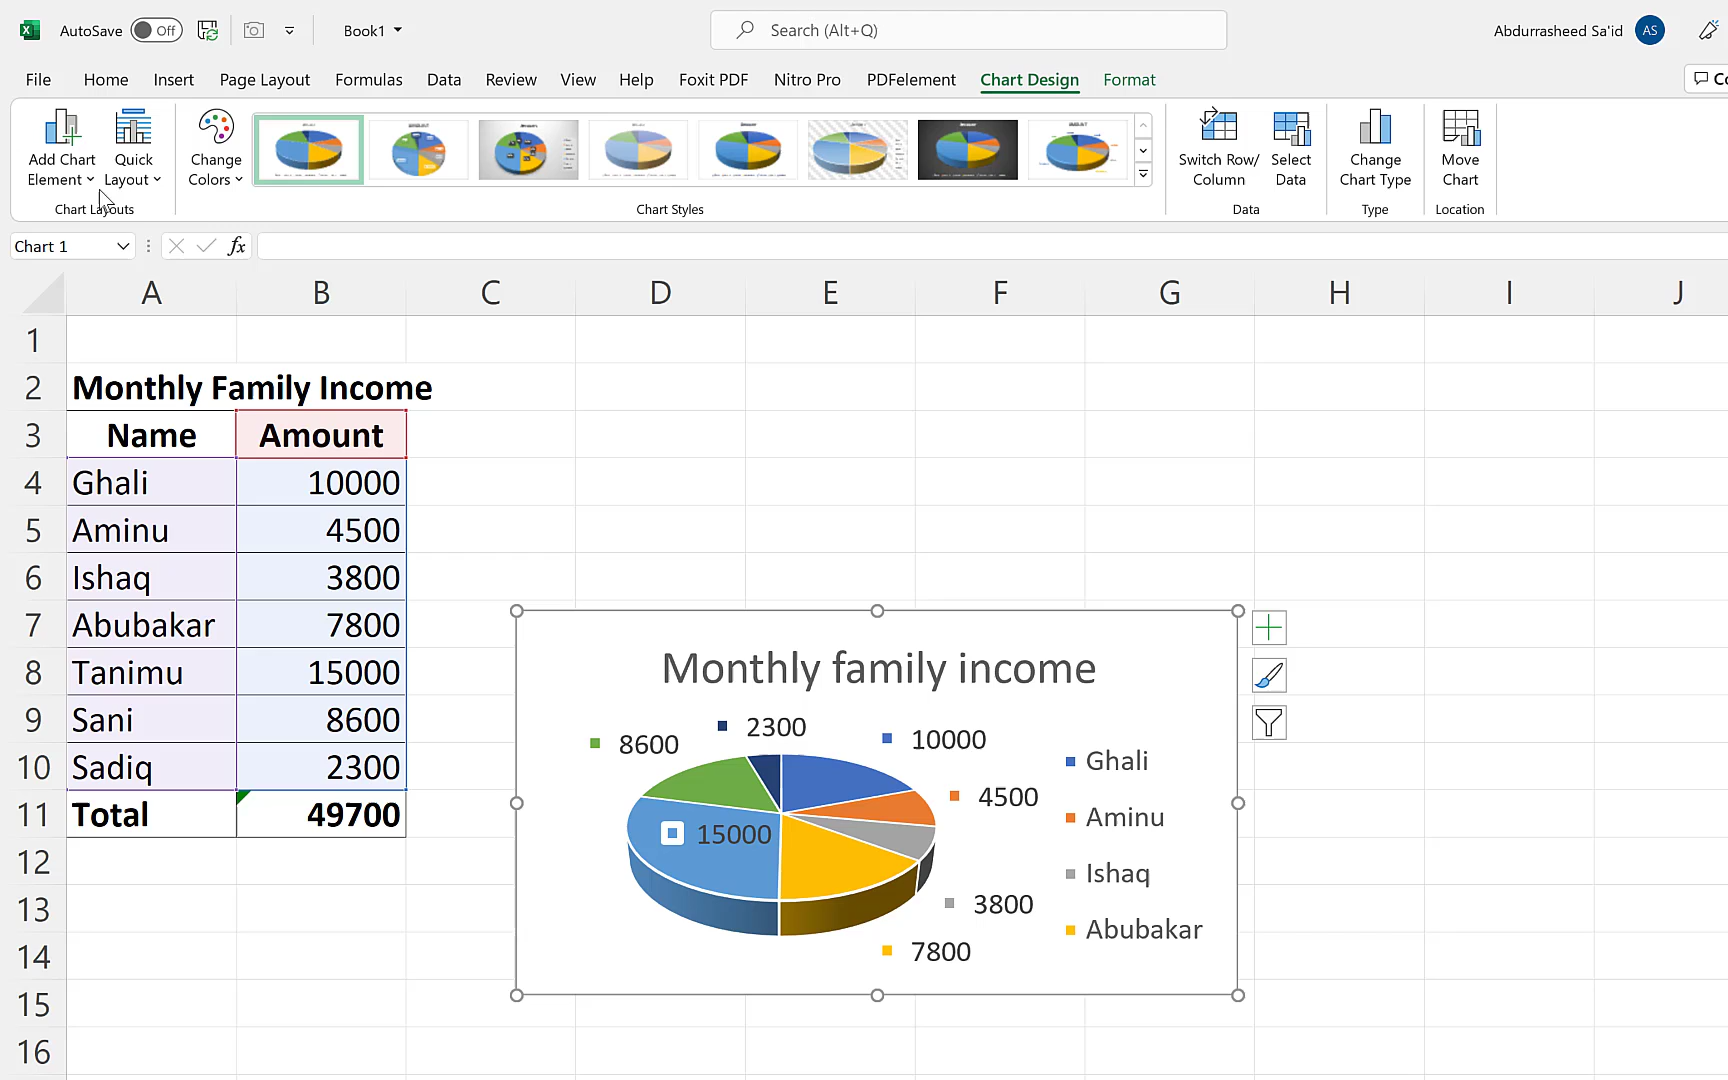 AutoSave Off Book1 Search (Alt+Q) Abdurrasheed Sa'id AS
File Home Insert Page Layout Formulas Data Review View Help Foxit PDF Nitro Pro PDFelement Chart Design Format
Add Chart Element Quick Layout Change Colors Switch Row/ Column Select Data Change Chart Type Move Chart
Chart Layouts Chart Styles Data Type Location
Chart 1 fx
A B C D E F G H I J
1
2 Monthly Family Income
3 Name Amount
4 Ghali 10000
5 Aminu 4500
6 Ishaq 3800
7 Abubakar 7800
8 Tanimu 15000
9 Sani 8600
10 Sadiq 2300
11 Total 49700
12
13
14
15
16
Monthly family income
8600 2300 10000
4500
15000
3800
7800
Ghali
Aminu
Ishaq
Abubakar